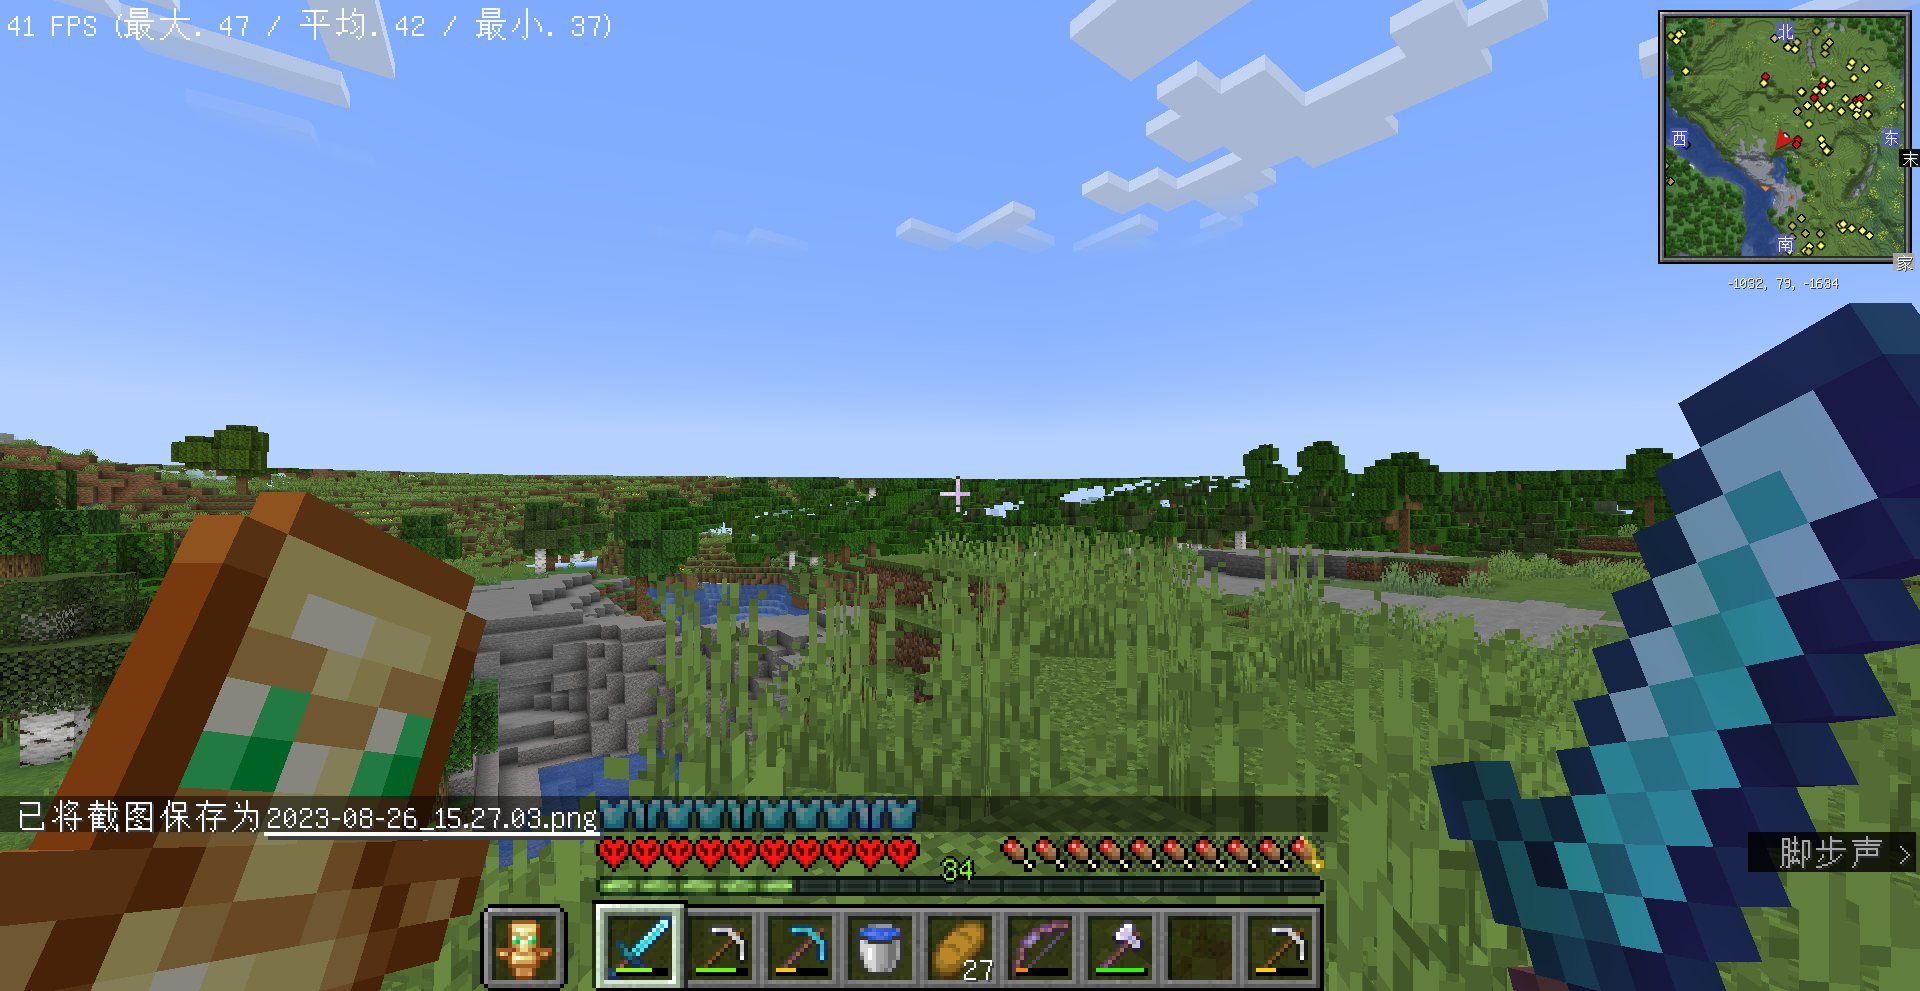 41 FPS (最大. 47 / 平均. 42 / 最小. 37)
北
西
东
末
南
家
-1032, 73, -1634
已将截图保存为2023-08-26_15.27.03.png
脚步声 >
34
27